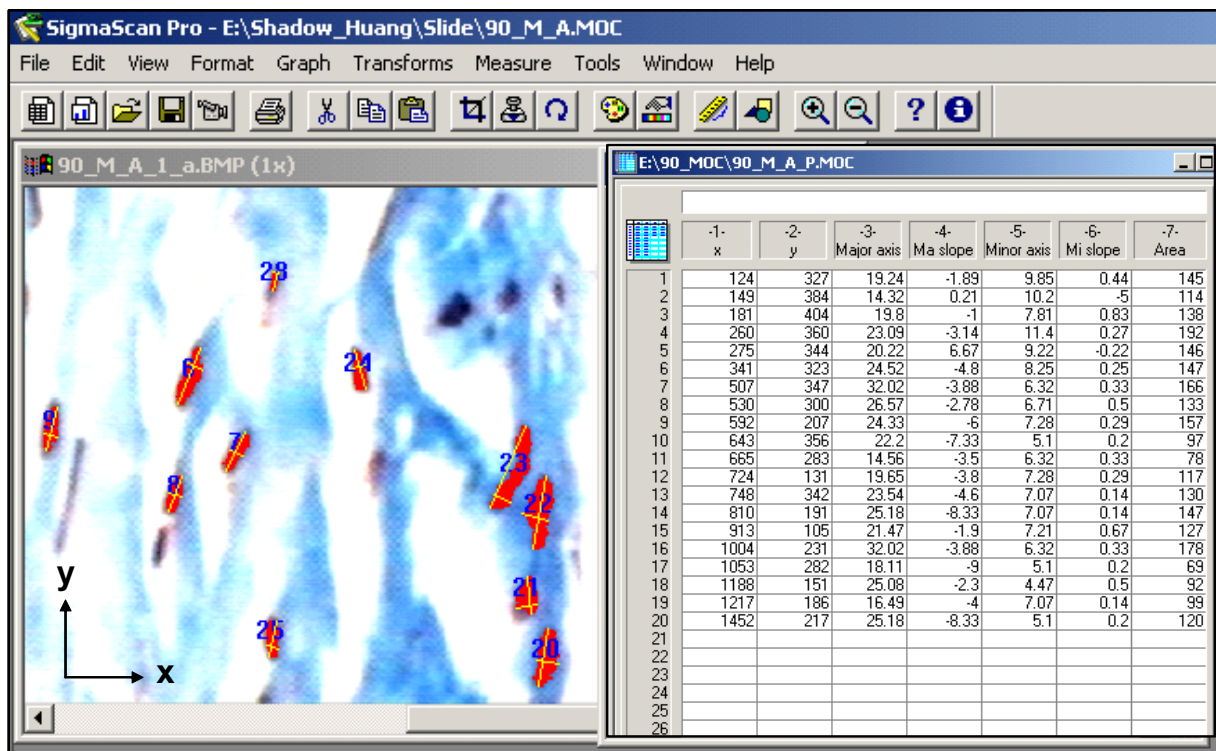 SigmaScan Pro - E:\Shadow_Huang\Slide\90_M_A.MOC
File Edit View Format Graph Transforms Measure Tools Window Help
90_M_A_1_a.BMP (1x)
28
6
24
9
7
23
8
22
21
25
20
y
x
E:\90_MOC\90_M_A_P.MOC
-1- -2- -3- -4- -5- -6- -7-
x y Major axis Ma slope Minor axis Mi slope Area
1 124 327 19.24 -1.89 9.85 0.44 145
2 149 384 14.32 0.21 10.2 -5 114
3 181 404 19.8 -1 7.81 0.83 138
4 260 360 23.09 -3.14 11.4 0.27 192
5 275 344 20.22 6.67 9.22 -0.22 146
6 341 323 24.52 -4.8 8.25 0.25 147
7 507 347 32.02 -3.88 6.32 0.33 166
8 530 300 26.57 -2.78 6.71 0.5 133
9 592 207 24.33 -6 7.28 0.29 157
10 643 356 22.2 -7.33 5.1 0.2 97
11 665 283 14.56 -3.5 6.32 0.33 78
12 724 131 19.65 -3.8 7.28 0.29 117
13 748 342 23.54 -4.6 7.07 0.14 130
14 810 191 25.18 -8.33 7.07 0.14 147
15 913 105 21.47 -1.9 7.21 0.67 127
16 1004 231 32.02 -3.88 6.32 0.33 178
17 1053 282 18.11 -9 5.1 0.2 69
18 1188 151 25.08 -2.3 4.47 0.5 92
19 1217 186 16.49 -4 7.07 0.14 99
20 1452 217 25.18 -8.33 5.1 0.2 120
21
22
23
24
25
26